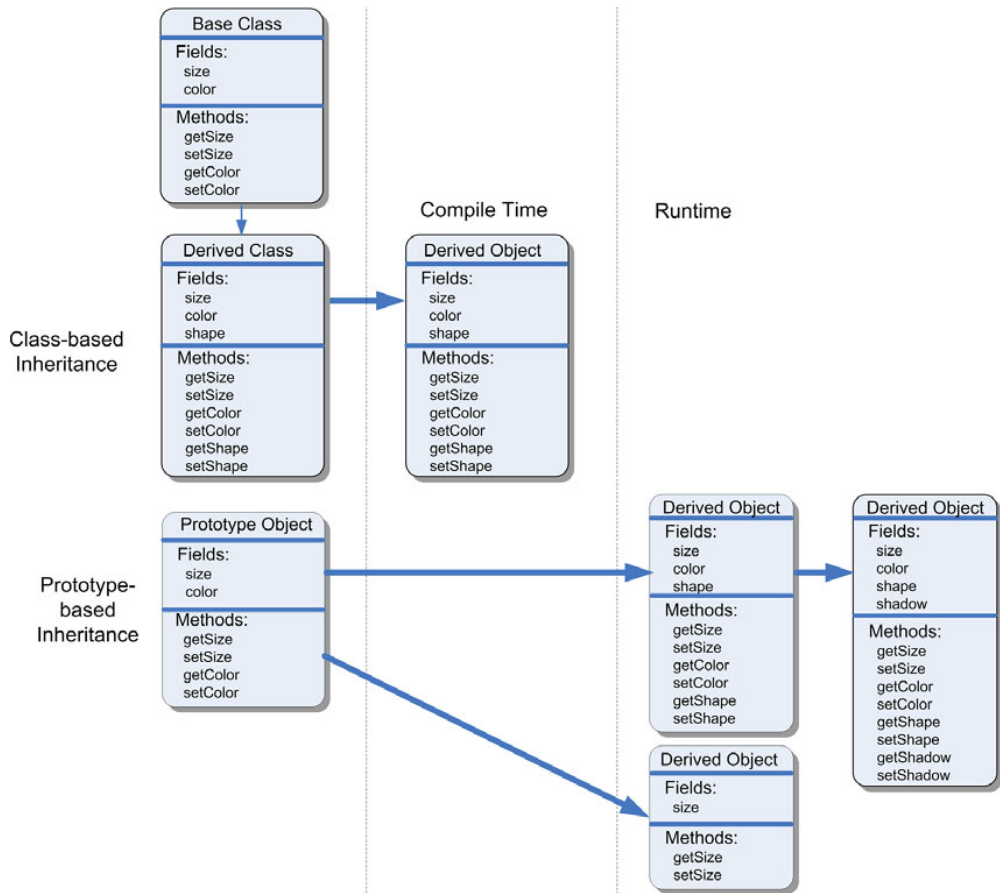 Base Class
Fields:
size
color
Methods:
getSize
setSize
getColor
setColor
Compile Time
Runtime
Class-based
Inheritance
Derived Class
Fields:
size
color
shape
Methods:
getSize
setSize
getColor
setColor
getShape
setShape
Derived Object
Fields:
size
color
shape
Methods:
getSize
setSize
getColor
setColor
getShape
setShape
Prototype-
based
Inheritance
Prototype Object
Fields:
size
color
Methods:
getSize
setSize
getColor
setColor
Derived Object
Fields:
size
color
shape
Methods:
getSize
setSize
getColor
setColor
getShape
setShape
Derived Object
Fields:
size
color
shape
shadow
Methods:
getSize
setSize
getColor
setColor
getShape
setShape
getShadow
setShadow
Derived Object
Fields:
size
Methods:
getSize
setSize